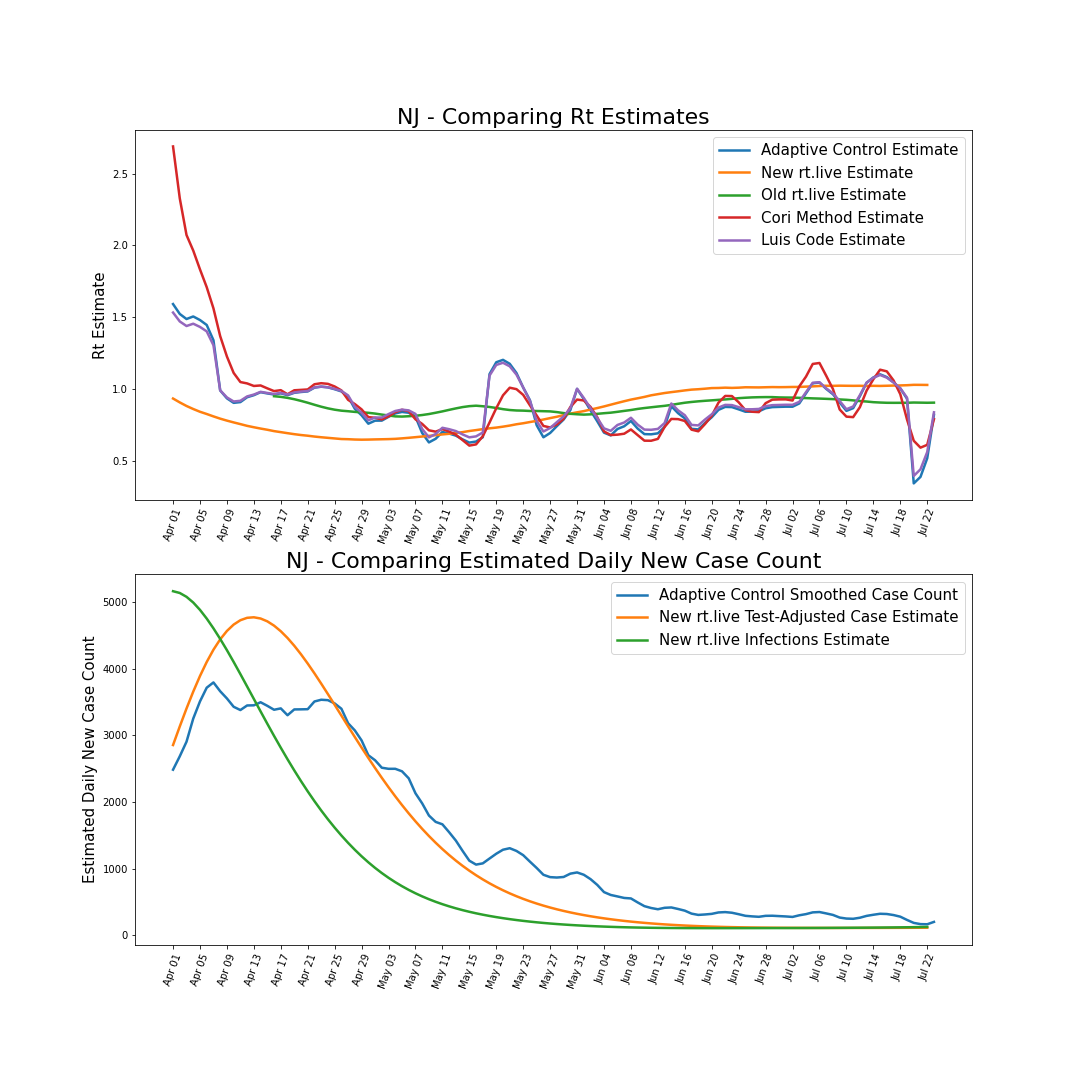 NJ - Comparing Rt Estimates
Rt Estimate
2.5
2.0
1.5
1.0
0.5
Adaptive Control Estimate
New rt.live Estimate
Old rt.live Estimate
Cori Method Estimate
Luis Code Estimate
Apr 01 Apr 05 Apr 09 Apr 13 Apr 17 Apr 21 Apr 25 Apr 29 May 03 May 07 May 11 May 15 May 19 May 23 May 27 May 31 Jun 04 Jun 08 Jun 12 Jun 16 Jun 20 Jun 24 Jun 28 Jul 02 Jul 06 Jul 10 Jul 14 Jul 18 Jul 22
NJ - Comparing Estimated Daily New Case Count
Estimated Daily New Case Count
5000
4000
3000
2000
1000
0
Adaptive Control Smoothed Case Count
New rt.live Test-Adjusted Case Estimate
New rt.live Infections Estimate
Apr 01 Apr 05 Apr 09 Apr 13 Apr 17 Apr 21 Apr 25 Apr 29 May 03 May 07 May 11 May 15 May 19 May 23 May 27 May 31 Jun 04 Jun 08 Jun 12 Jun 16 Jun 20 Jun 24 Jun 28 Jul 02 Jul 06 Jul 10 Jul 14 Jul 18 Jul 22